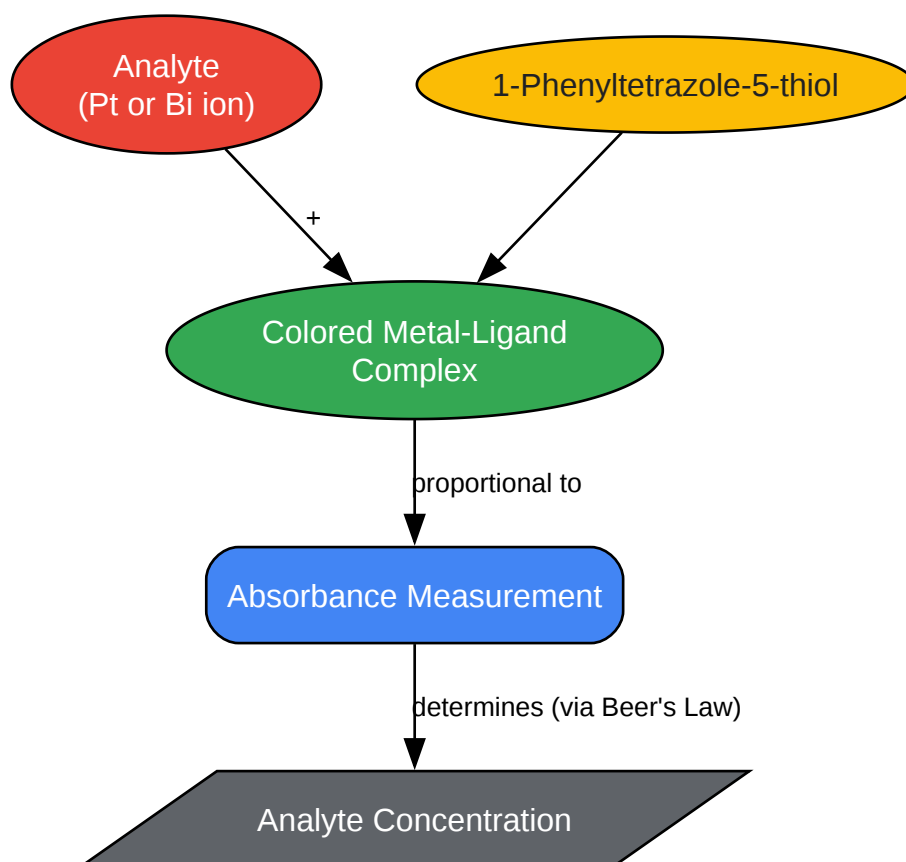 Analyte
(Pt or Bi ion)
1-Phenyltetrazole-5-thiol
+
Colored Metal-Ligand
Complex
proportional to
Absorbance Measurement
determines (via Beer's Law)
Analyte Concentration